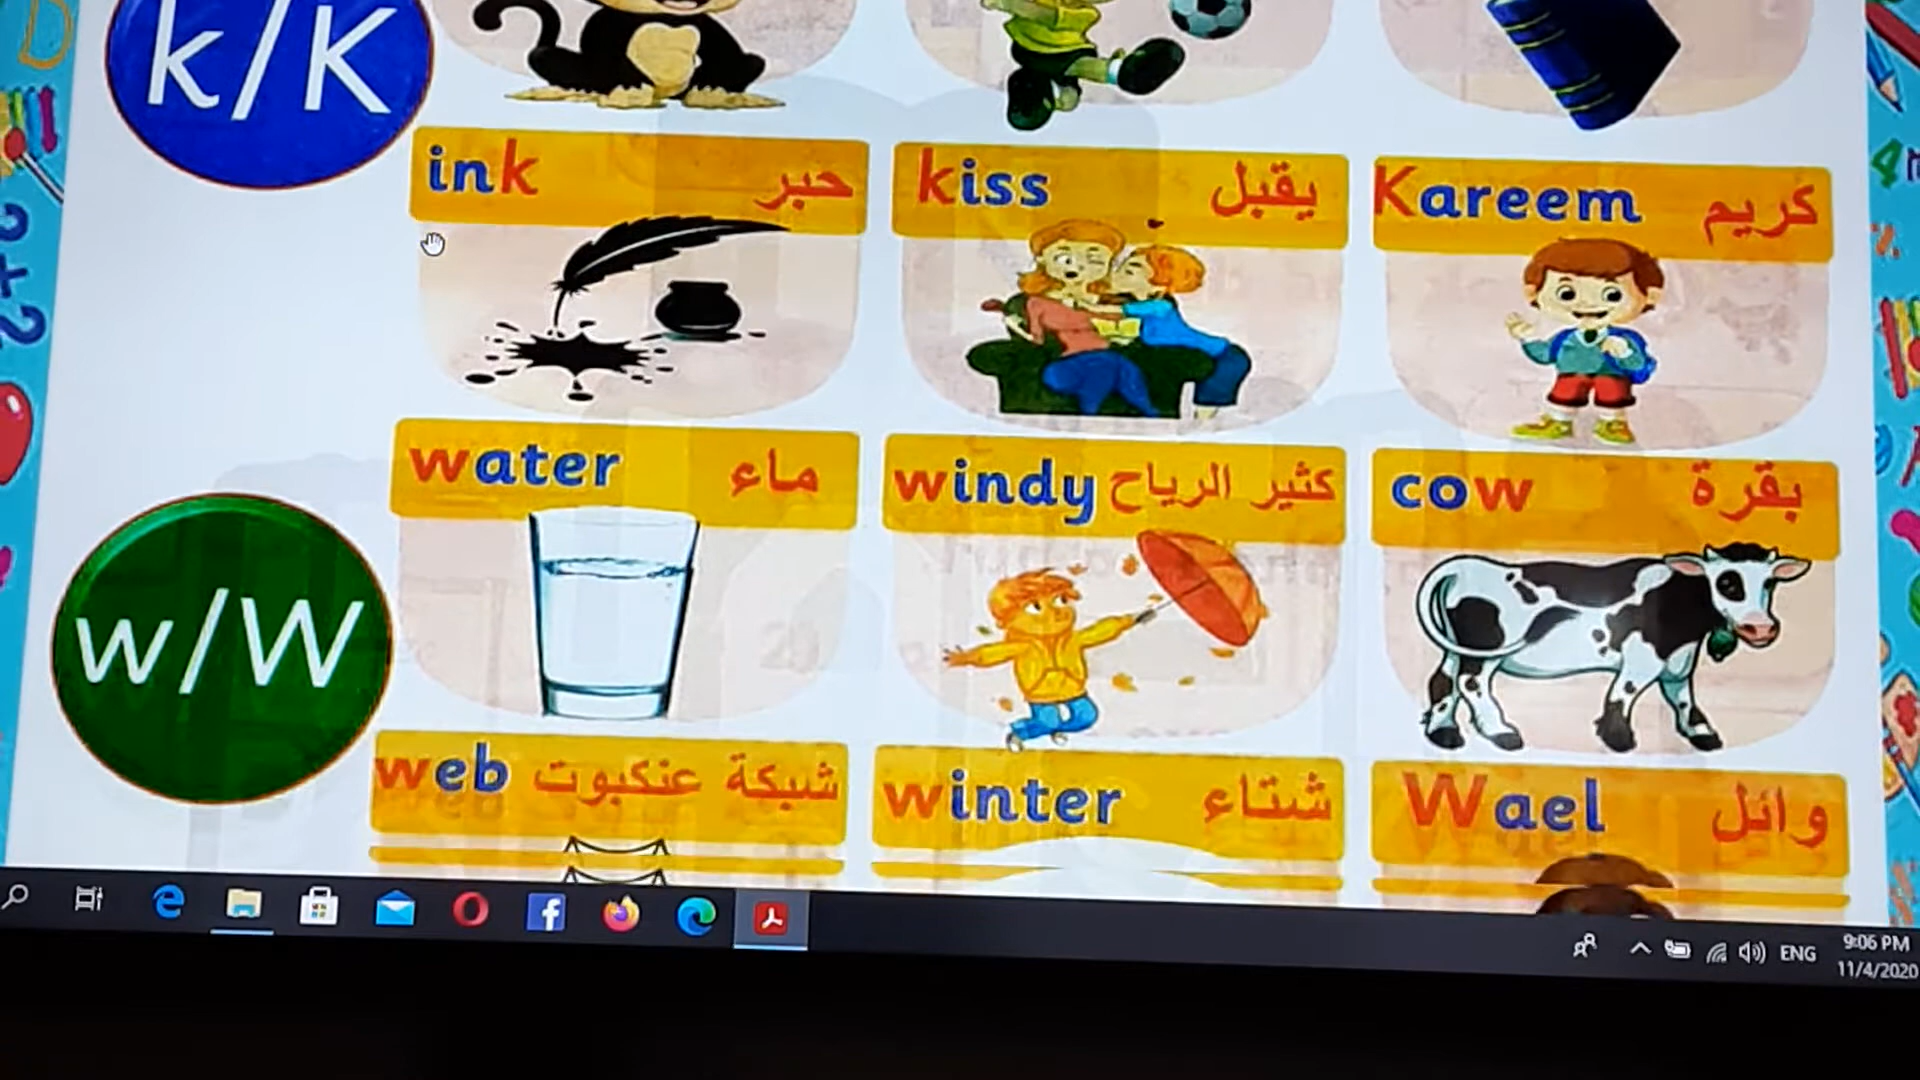 k/K
ink حبر
kiss يقبل
Kareem كريم
water ماء
windy كثير الرياح
cow بقرة
w/W
web شبكة عنكبوت
winter شتاء
Wael وائل
ENG
9:06 PM
11/4/2020